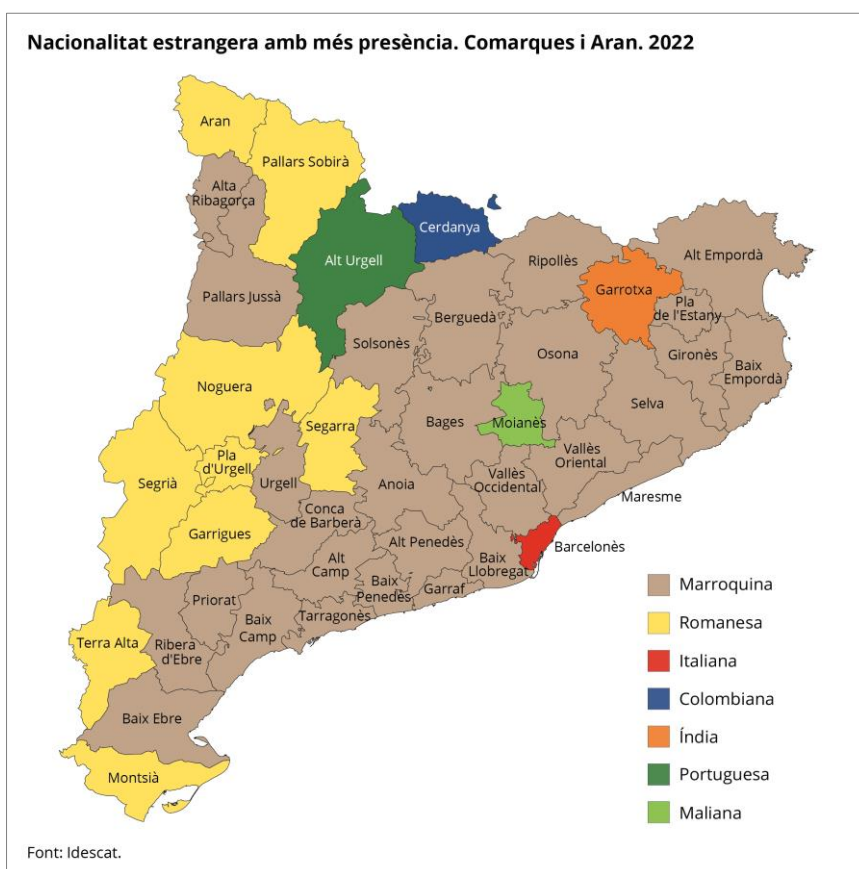 Nacionalitat estrangera amb més presència. Comarques i Aran. 2022
Aran
Pallars Sobirà
Alta
Ribagorça
Cerdanya
Alt Urgell
Ripollès
Alt Empordà
Garrotxa
Pallars Jussà
Pla
de l'Estany
Berguedà
Solsonès
Osona
Gironès
Baix
Empordà
Noguera
Selva
Segarra
Bages
Moianès
Pla
d'Urgell
Vallès
Oriental
Segrià
Urgell
Anoia
Vallès
Occidental
Maresme
Conca
de Barberà
Garrigues
Alt Penedès
Barcelonès
Alt
Camp
Baix
Llobregat
Baix
Penedès
Garraf
Priorat
Baix
Camp
Tarragonès
Terra Alta
Ribera
d'Ebre
Baix Ebre
Montsià
Marroquina
Romanesa
Italiana
Colombiana
Índia
Portuguesa
Maliana
Font: Idescat.